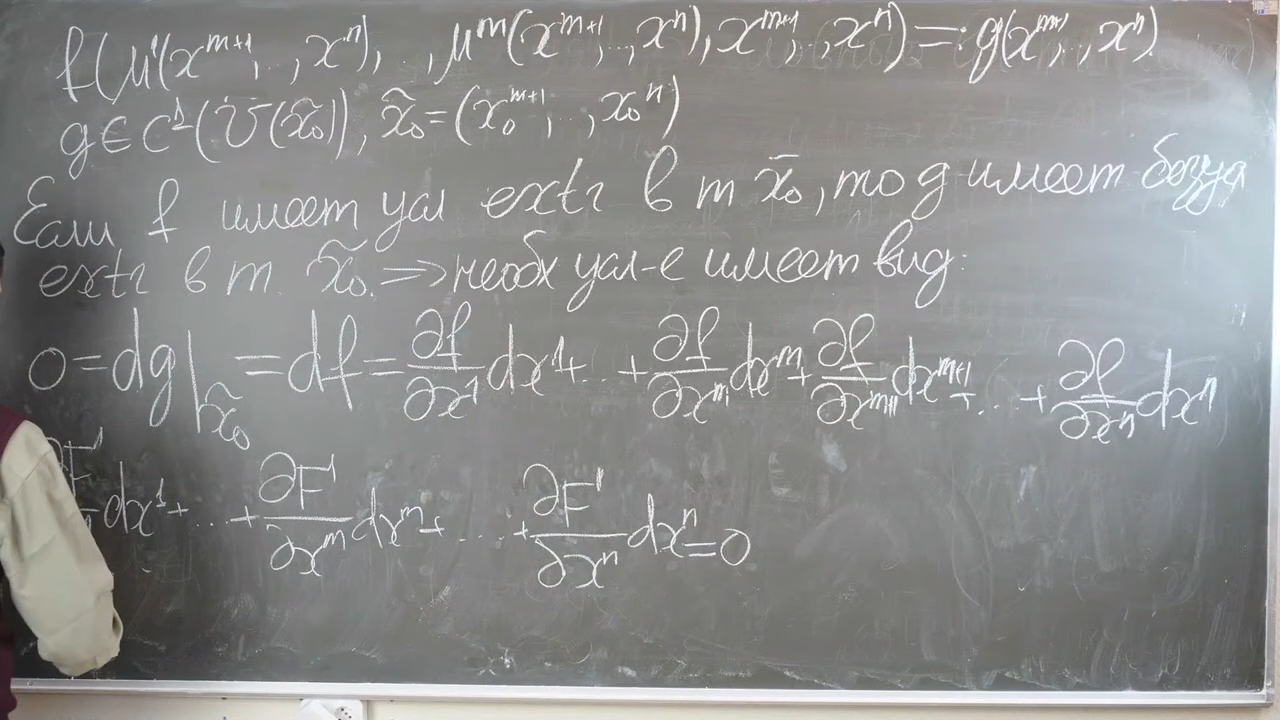 f(μ¹(x^{m+1},..,x^n),..,μ^m(x^{m+1},..,x^n),x^{m+1},..,x^n)=:g(x^{m+1},..,x^n).
g∈C¹(U(x̃₀)), x̃₀=(x₀^{m+1},..,x₀^n)
Если f имеет усл extr в т x̄₀, то g имеет безусл
extr в т. x̃₀. ⇒ необх усл-е имеет вид:
0=dg|_{x̃₀}=df=∂f/∂x¹ dx¹+..+∂f/∂x^m dx^m+∂f/∂x^{m+1} dx^{m+1}+...+∂f/∂x^n dx^n
dx¹+...+∂F¹/∂x^m dx^m+...+∂F¹/∂x^n dx^n=0